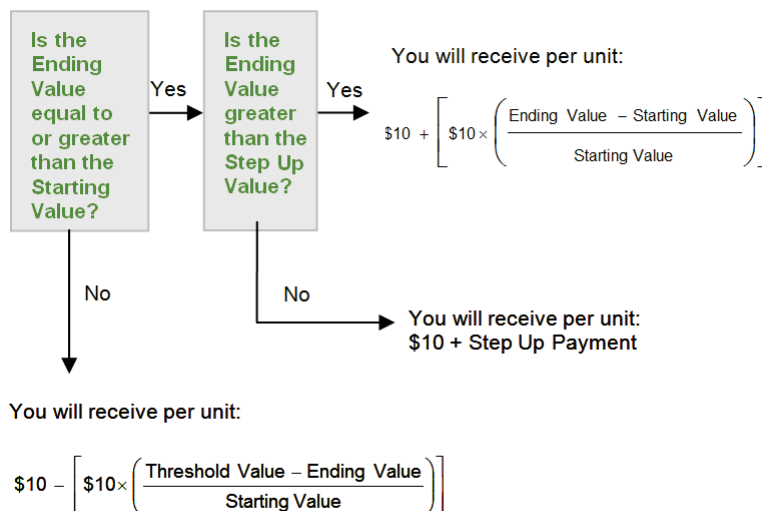 Is the
Ending
Value
equal to
or greater
than the
Starting
Value?
Yes
Is the
Ending
Value
greater
than the
Step Up
Value?
Yes
You will receive per unit:
$10 + [ $10 × ( Ending Value – Starting Value
Starting Value ) ]
No
No
You will receive per unit:
$10 + Step Up Payment
You will receive per unit:
$10 – [ $10× ( Threshold Value – Ending Value
Starting Value ) ]